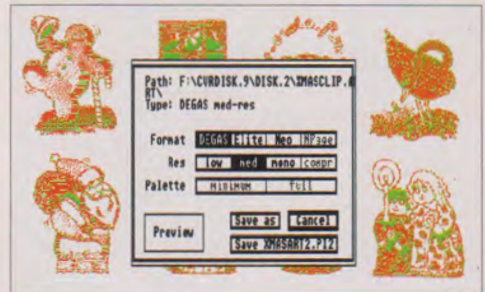 Path: F:\CURDISK.9\DISK.2\XMASCLIP.
RT\
Type: DEGAS med-res
Format DEGAS Elite Neo NPage
Res low med mono compr
Palette minimum full
Preview
Save as Cancel
Save XMASART2.PI2